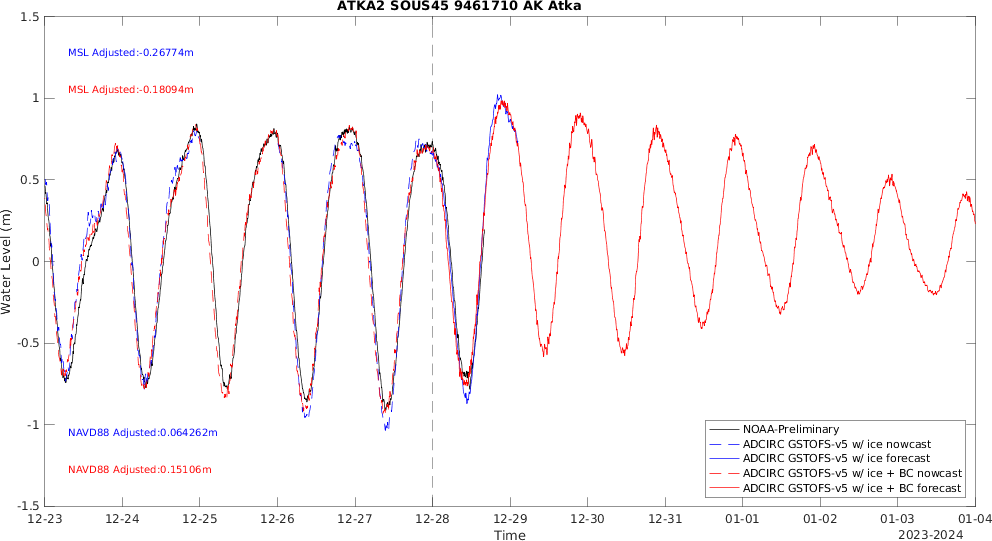 ATKA2 SOUS45 9461710 AK Atka
1.5
1
0.5
0
-0.5
-1
-1.5
Water Level (m)
MSL Adjusted:-0.26774m
MSL Adjusted:-0.18094m
NAVD88 Adjusted:0.064262m
NAVD88 Adjusted:0.15106m
NOAA-Preliminary
ADCIRC GSTOFS-v5 w/ ice nowcast
ADCIRC GSTOFS-v5 w/ ice forecast
ADCIRC GSTOFS-v5 w/ ice + BC nowcast
ADCIRC GSTOFS-v5 w/ ice + BC forecast
12-23 12-24 12-25 12-26 12-27 12-28 12-29 12-30 12-31 01-01 01-02 01-03 01-04
Time
2023-2024